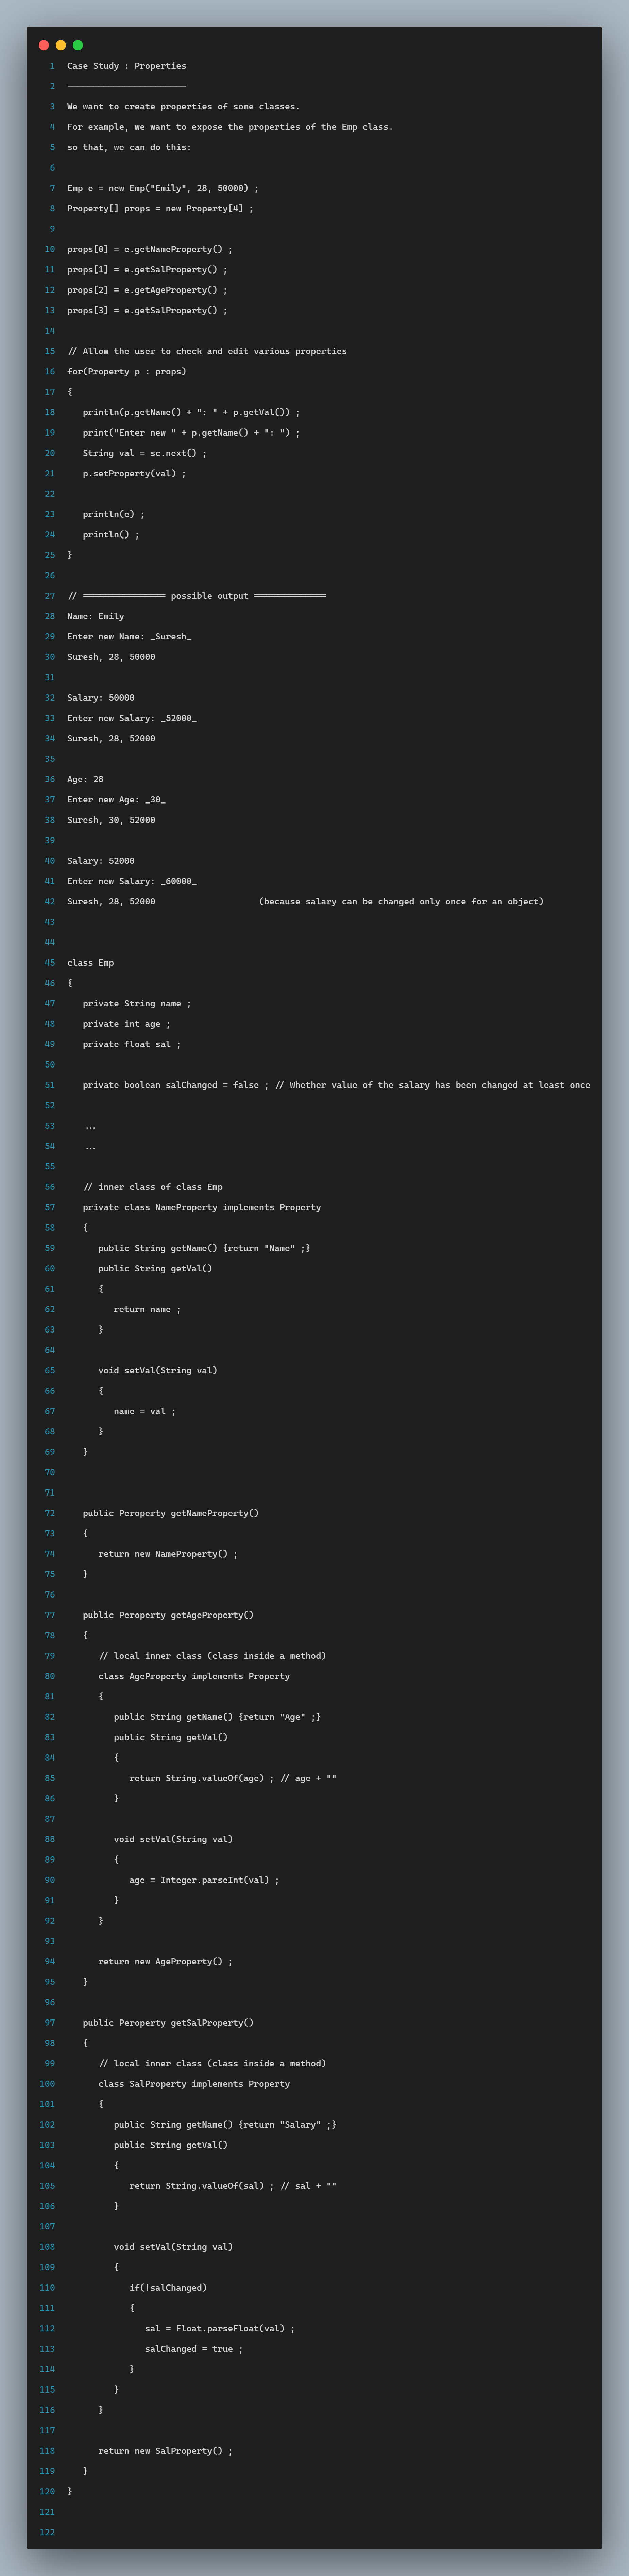 1 Case Study : Properties
2 ———————————————————————
3 We want to create properties of some classes.
4 For example, we want to expose the properties of the Emp class.
5 so that, we can do this:
6
7 Emp e = new Emp("Emily", 28, 50000) ;
8 Property[] props = new Property[4] ;
9
10 props[0] = e.getNameProperty() ;
11 props[1] = e.getSalProperty() ;
12 props[2] = e.getAgeProperty() ;
13 props[3] = e.getSalProperty() ;
14
15 // Allow the user to check and edit various properties
16 for(Property p : props)
17 {
18    println(p.getName() + ": " + p.getVal()) ;
19    print("Enter new " + p.getName() + ": ") ;
20    String val = sc.next() ;
21    p.setProperty(val) ;
22
23    println(e) ;
24    println() ;
25 }
26
27 // ================ possible output ==============
28 Name: Emily
29 Enter new Name: _Suresh_
30 Suresh, 28, 50000
31
32 Salary: 50000
33 Enter new Salary: _52000_
34 Suresh, 28, 52000
35
36 Age: 28
37 Enter new Age: _30_
38 Suresh, 30, 52000
39
40 Salary: 52000
41 Enter new Salary: _60000_
42 Suresh, 28, 52000                    (because salary can be changed only once for an object)
43
44
45 class Emp
46 {
47    private String name ;
48    private int age ;
49    private float sal ;
50
51    private boolean salChanged = false ; // Whether value of the salary has been changed at least once
52
53    ...
54    ...
55
56    // inner class of class Emp
57    private class NameProperty implements Property
58    {
59       public String getName() {return "Name" ;}
60       public String getVal()
61       {
62          return name ;
63       }
64
65       void setVal(String val)
66       {
67          name = val ;
68       }
69    }
70
71
72    public Peroperty getNameProperty()
73    {
74       return new NameProperty() ;
75    }
76
77    public Peroperty getAgeProperty()
78    {
79       // local inner class (class inside a method)
80       class AgeProperty implements Property
81       {
82          public String getName() {return "Age" ;}
83          public String getVal()
84          {
85             return String.valueOf(age) ; // age + ""
86          }
87
88          void setVal(String val)
89          {
90             age = Integer.parseInt(val) ;
91          }
92       }
93
94       return new AgeProperty() ;
95    }
96
97    public Peroperty getSalProperty()
98    {
99       // local inner class (class inside a method)
100       class SalProperty implements Property
101       {
102          public String getName() {return "Salary" ;}
103          public String getVal()
104          {
105             return String.valueOf(sal) ; // sal + ""
106          }
107
108          void setVal(String val)
109          {
110             if(!salChanged)
111             {
112                sal = Float.parseFloat(val) ;
113                salChanged = true ;
114             }
115          }
116       }
117
118       return new SalProperty() ;
119    }
120 }
121
122